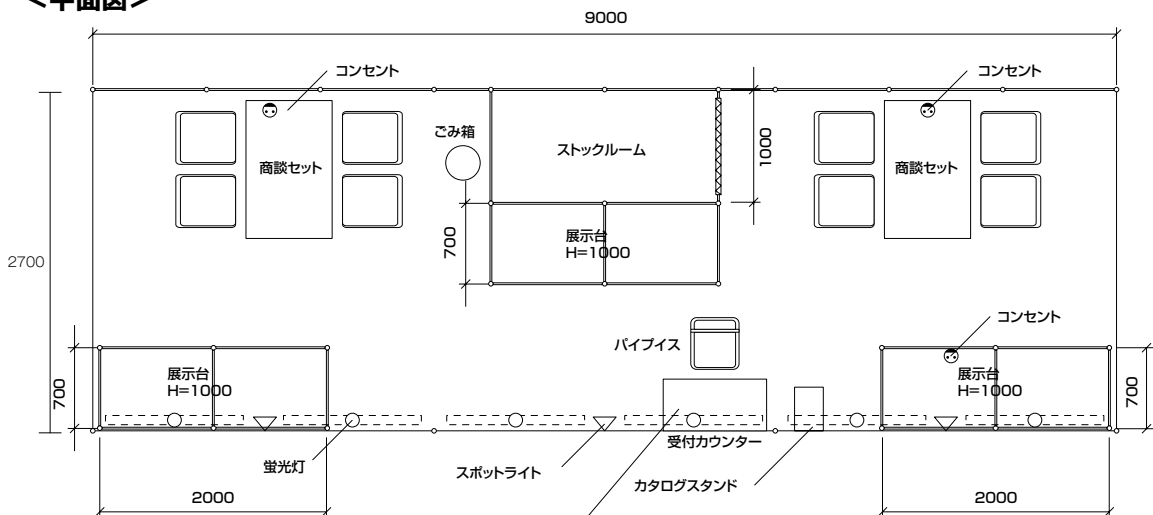 <平面図>
9000
コンセント
コンセント
ごみ箱
ストックルーム
1000
商談セット
商談セット
700
展示台
H=1000
2700
コンセント
パイプイス
700
展示台
H=1000
展示台
H=1000
700
受付カウンター
蛍光灯
スポットライト
カタログスタンド
2000
2000